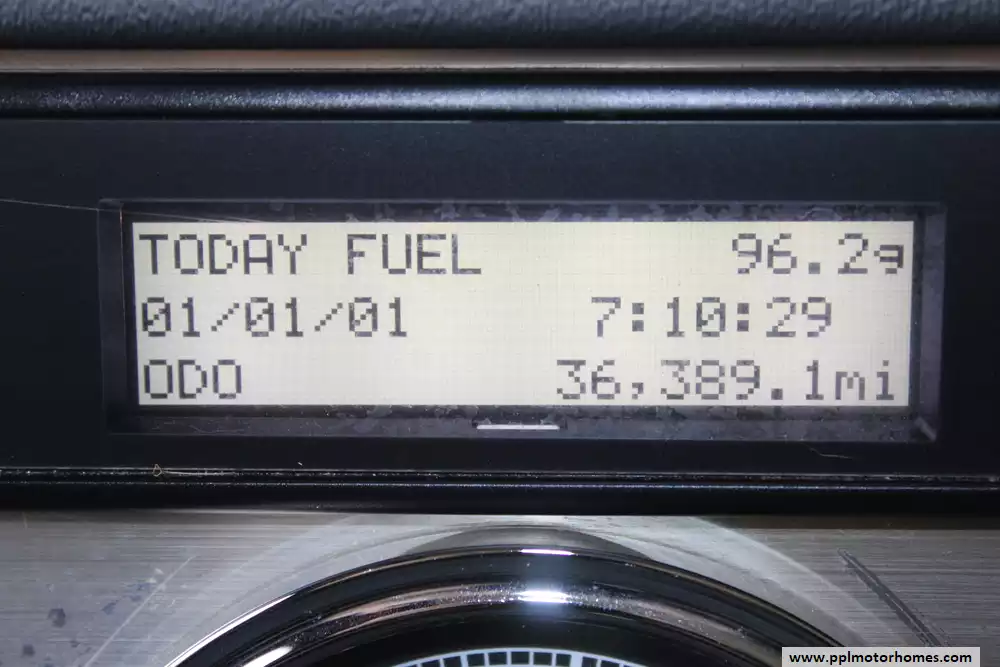 TODAY FUEL 96.2g
01/01/01 7:10:29
ODO 36,389.1mi
www.pplmotorhomes.com